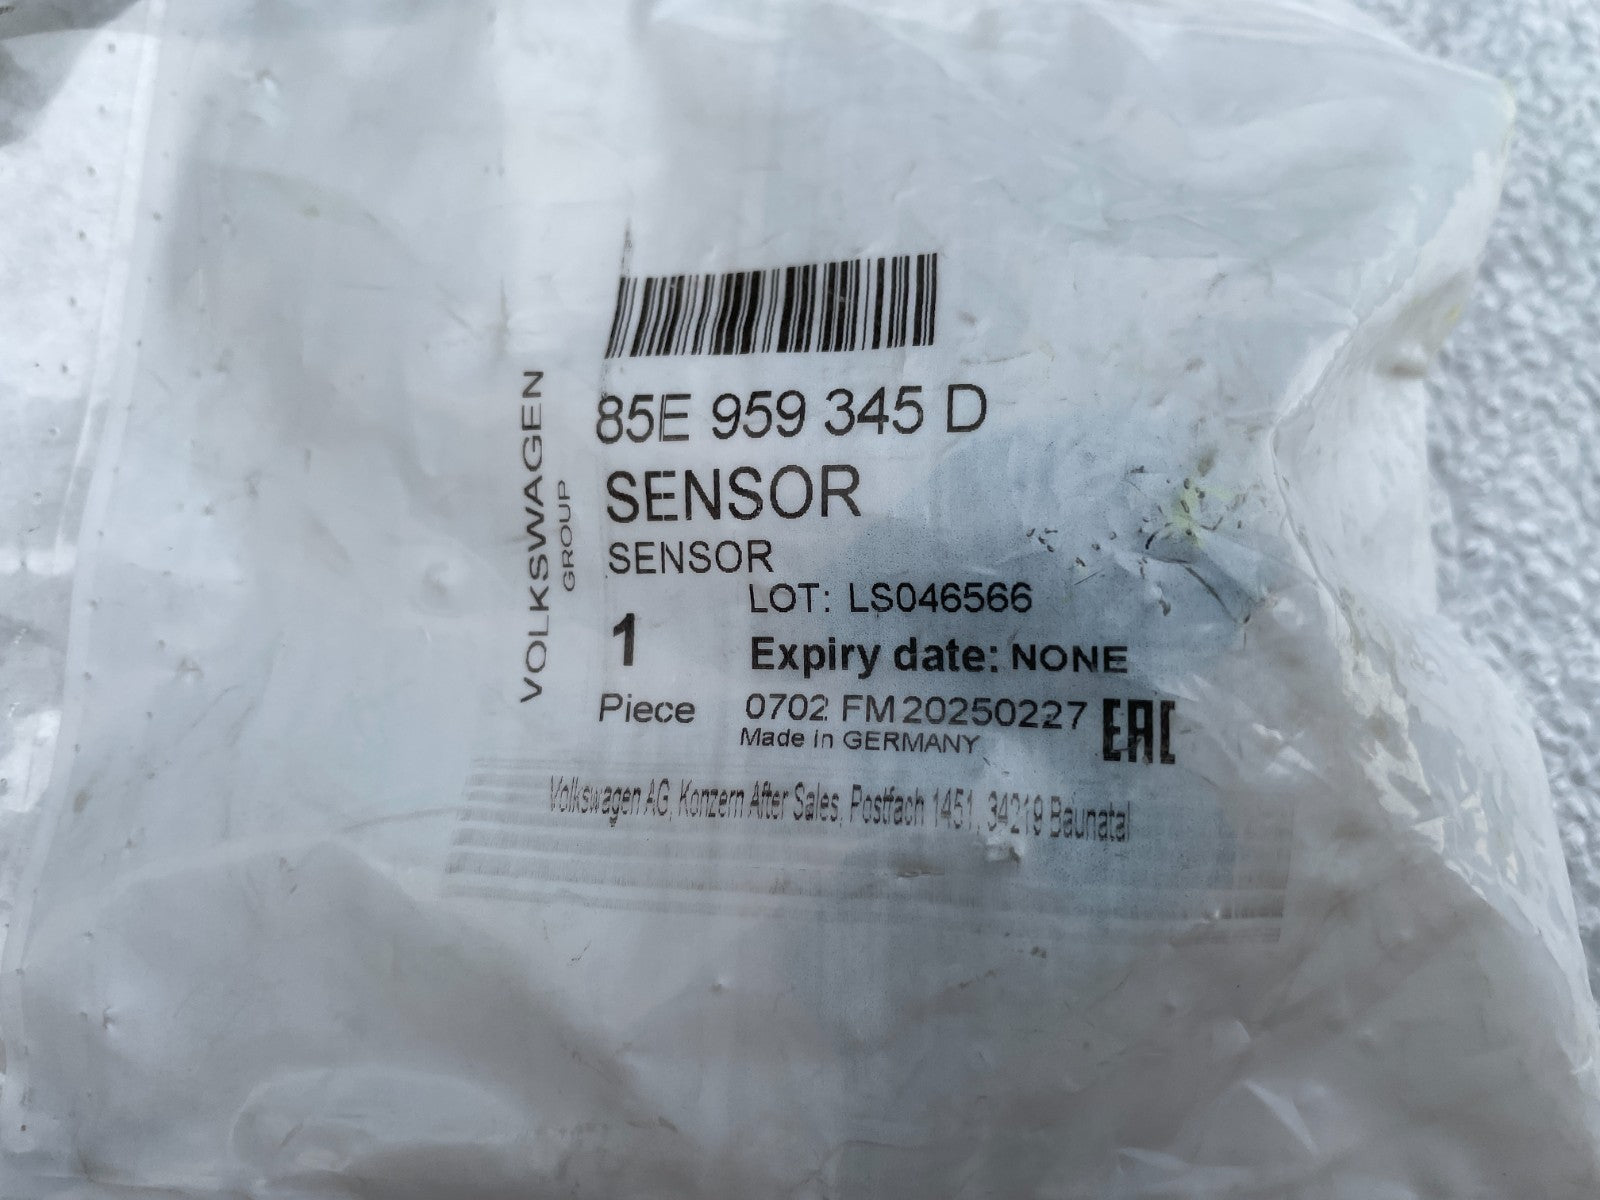 VOLKSWAGEN
GROUP
85E 959 345 D
SENSOR
SENSOR
LOT: LS046566
1
Expiry date: NONE
Piece
0702 FM 20250227
EAC
Made in GERMANY
Volkswagen AG, Konzern After Sales, Postfach 1451, 34219 Baunatal